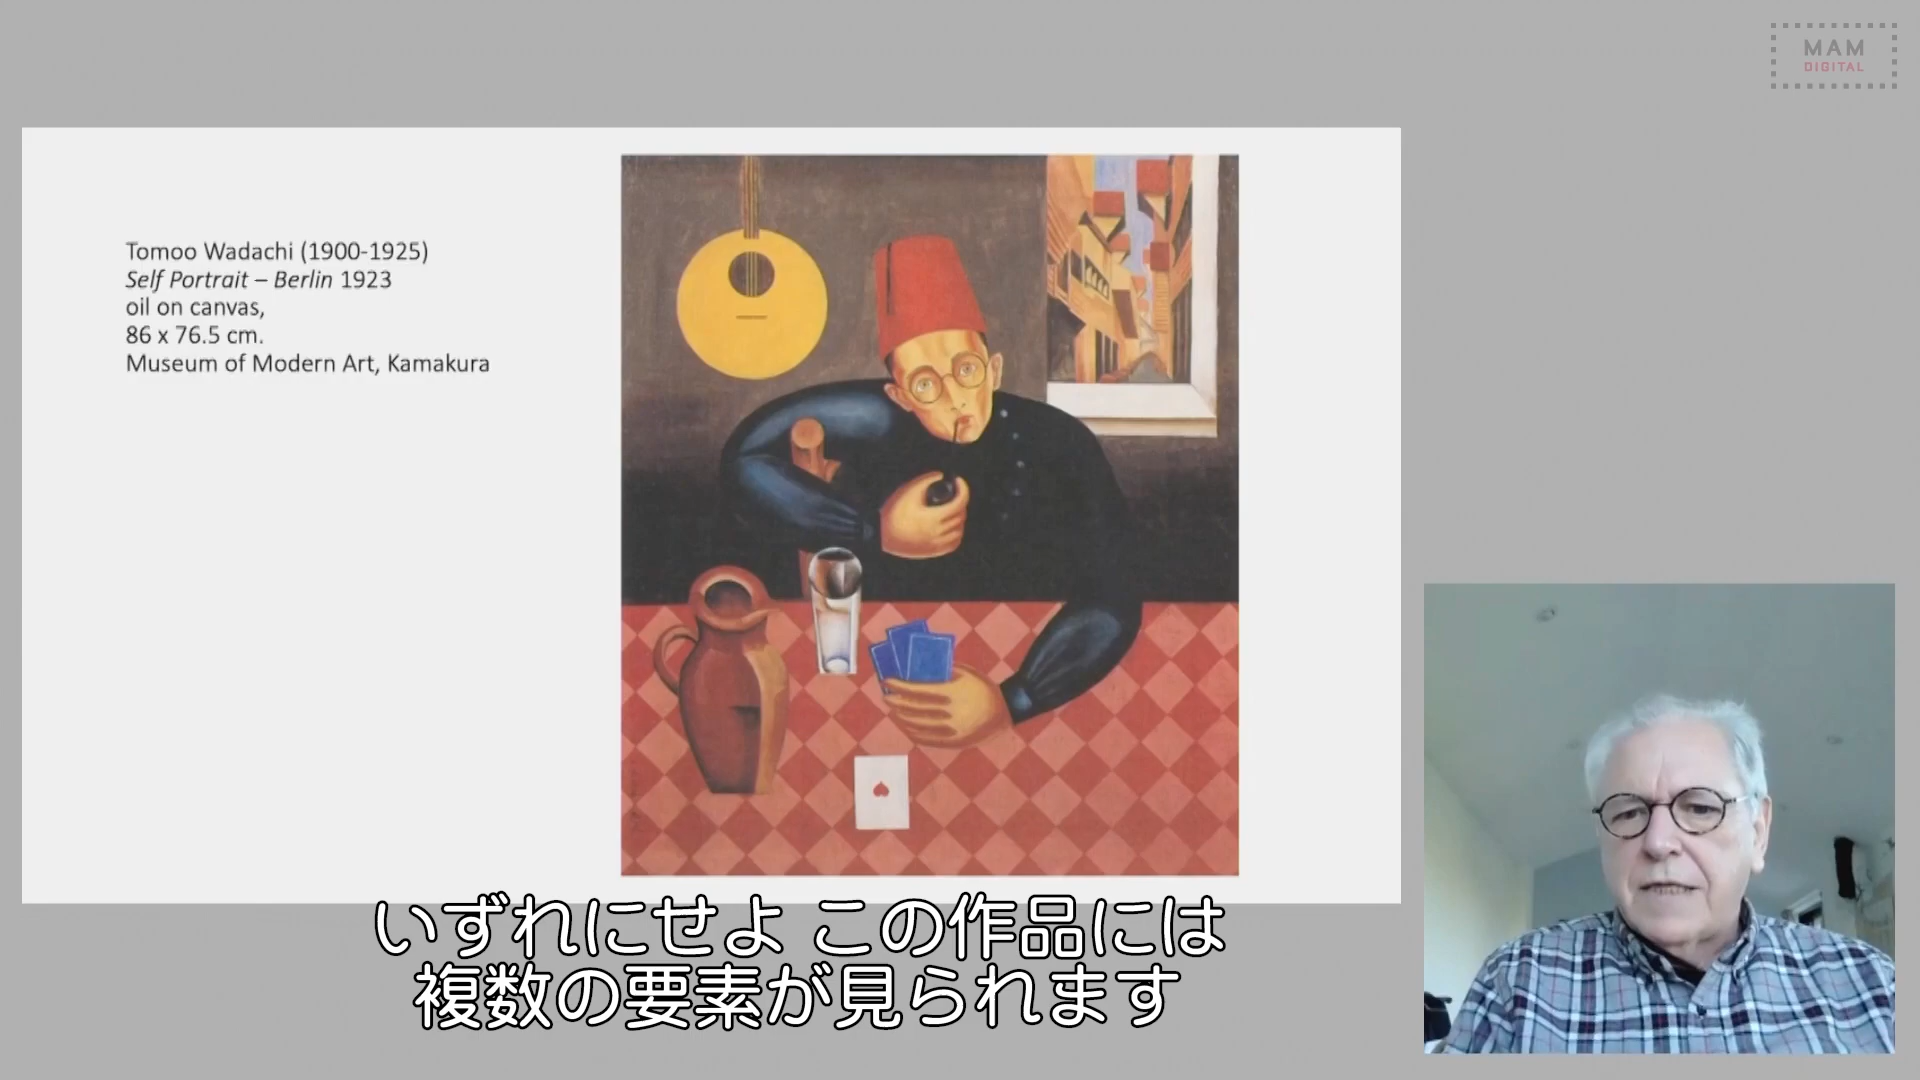 MAM
DIGITAL
Tomoo Wadachi (1900-1925)
Self Portrait – Berlin 1923
oil on canvas,
86 x 76.5 cm.
Museum of Modern Art, Kamakura
いずれにせよ この作品には
複数の要素が見られます